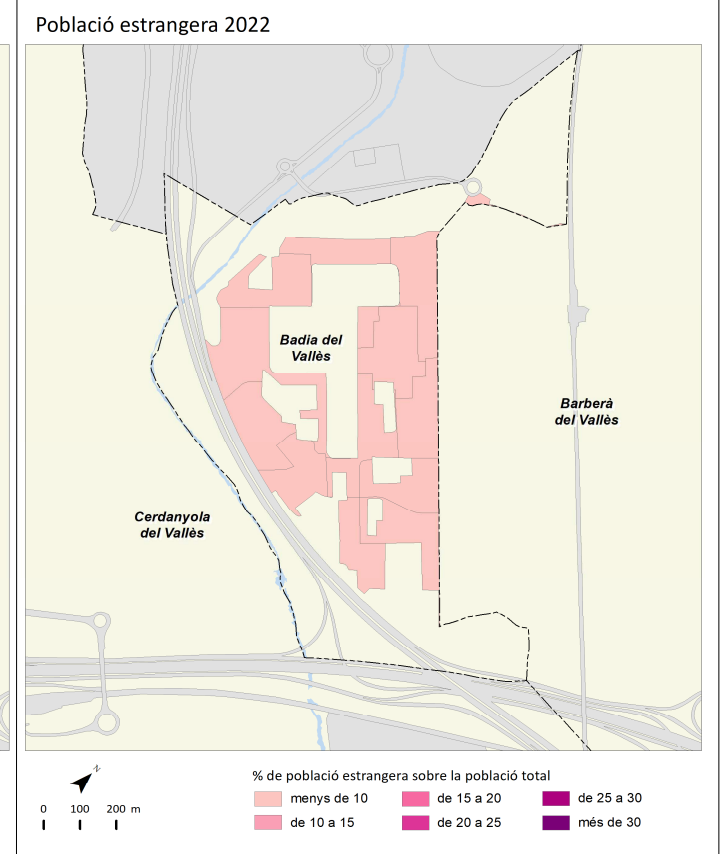 Població estrangera 2022
Badia del
Vallès
Barberà
del Vallès
Cerdanyola
del Vallès
N
% de població estrangera sobre la població total
0 100 200 m
menys de 10
de 15 a 20
de 25 a 30
de 10 a 15
de 20 a 25
més de 30